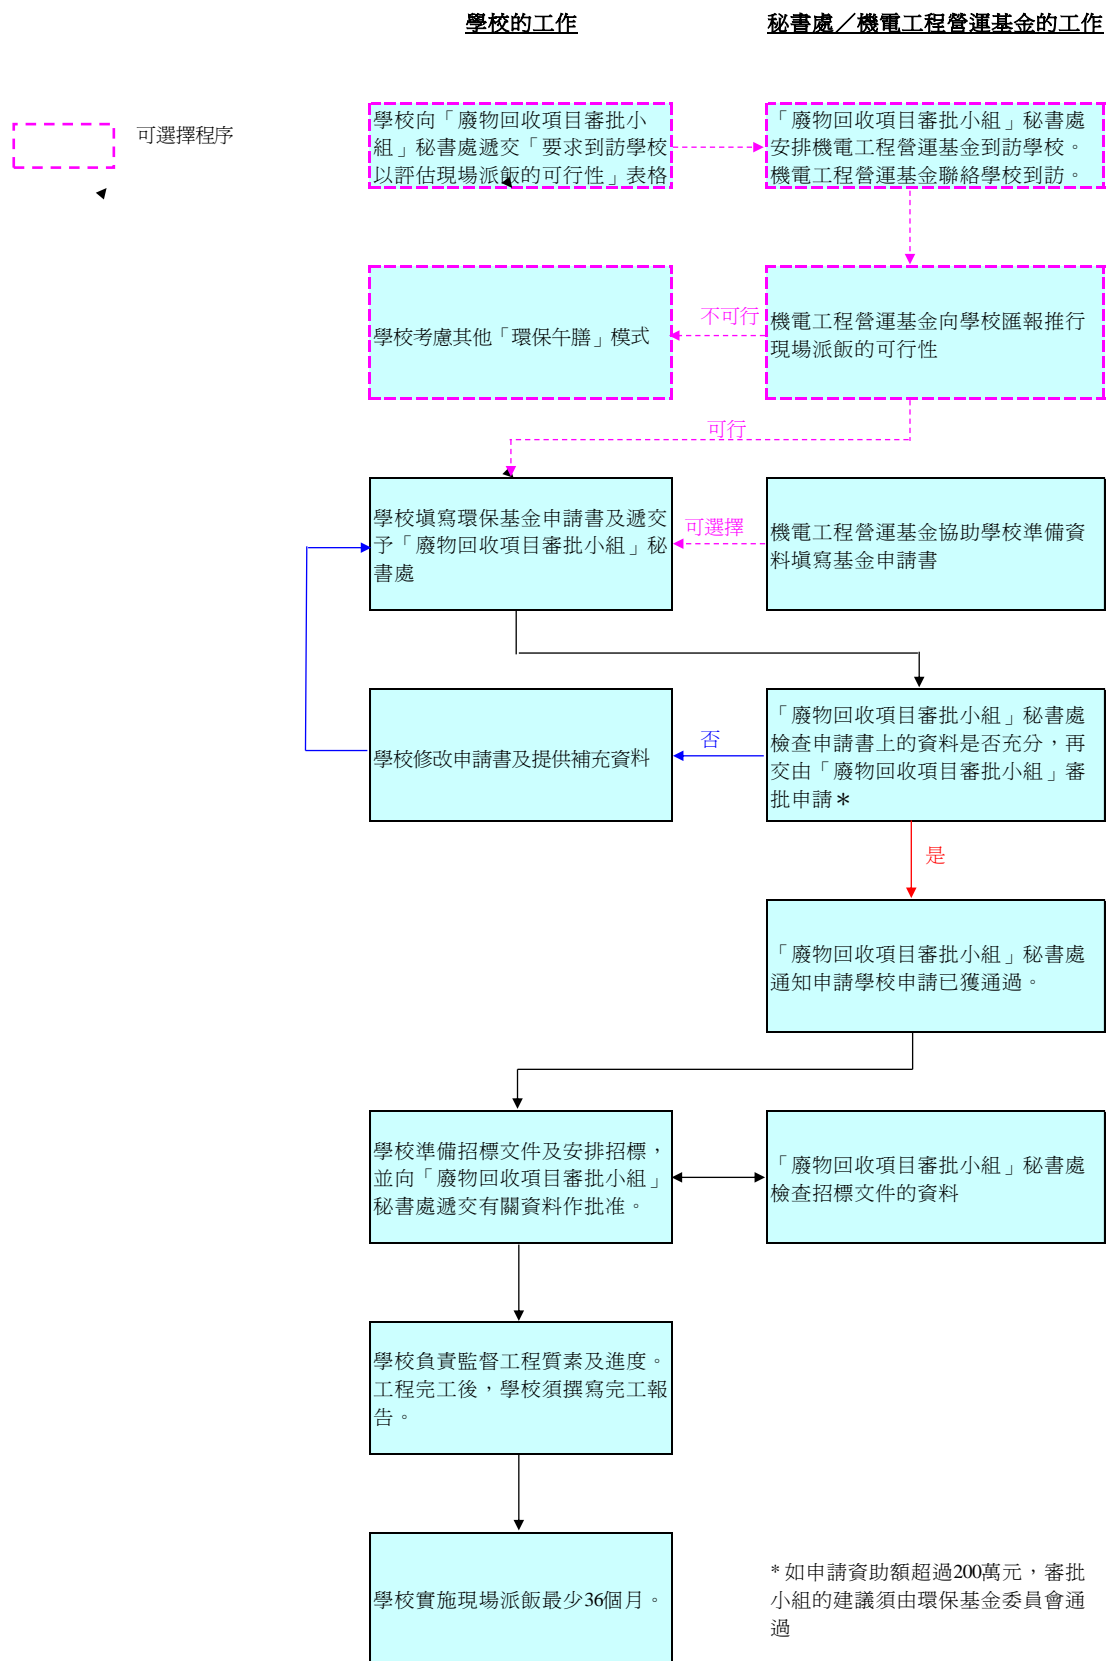 學校的工作
秘書處／機電工程營運基金的工作
可選擇程序
學校向「廢物回收項目審批小
組」秘書處遞交「要求到訪學校
以評估現場派飯的可行性」表格
「廢物回收項目審批小組」秘書處
安排機電工程營運基金到訪學校。
機電工程營運基金聯絡學校到訪。
學校考慮其他「環保午膳」模式
不可行
機電工程營運基金向學校匯報推行
現場派飯的可行性
可行
學校填寫環保基金申請書及遞交
予「廢物回收項目審批小組」秘
書處
可選擇
機電工程營運基金協助學校準備資
料填寫基金申請書
學校修改申請書及提供補充資料
否
「廢物回收項目審批小組」秘書處
檢查申請書上的資料是否充分，再
交由「廢物回收項目審批小組」審
批申請＊
是
「廢物回收項目審批小組」秘書處
通知申請學校申請已獲通過。
學校準備招標文件及安排招標，
並向「廢物回收項目審批小組」
秘書處遞交有關資料作批准。
「廢物回收項目審批小組」秘書處
檢查招標文件的資料
學校負責監督工程質素及進度。
工程完工後，學校須撰寫完工報
告。
學校實施現場派飯最少36個月。
* 如申請資助額超過200萬元，審批
小組的建議須由環保基金委員會通
過